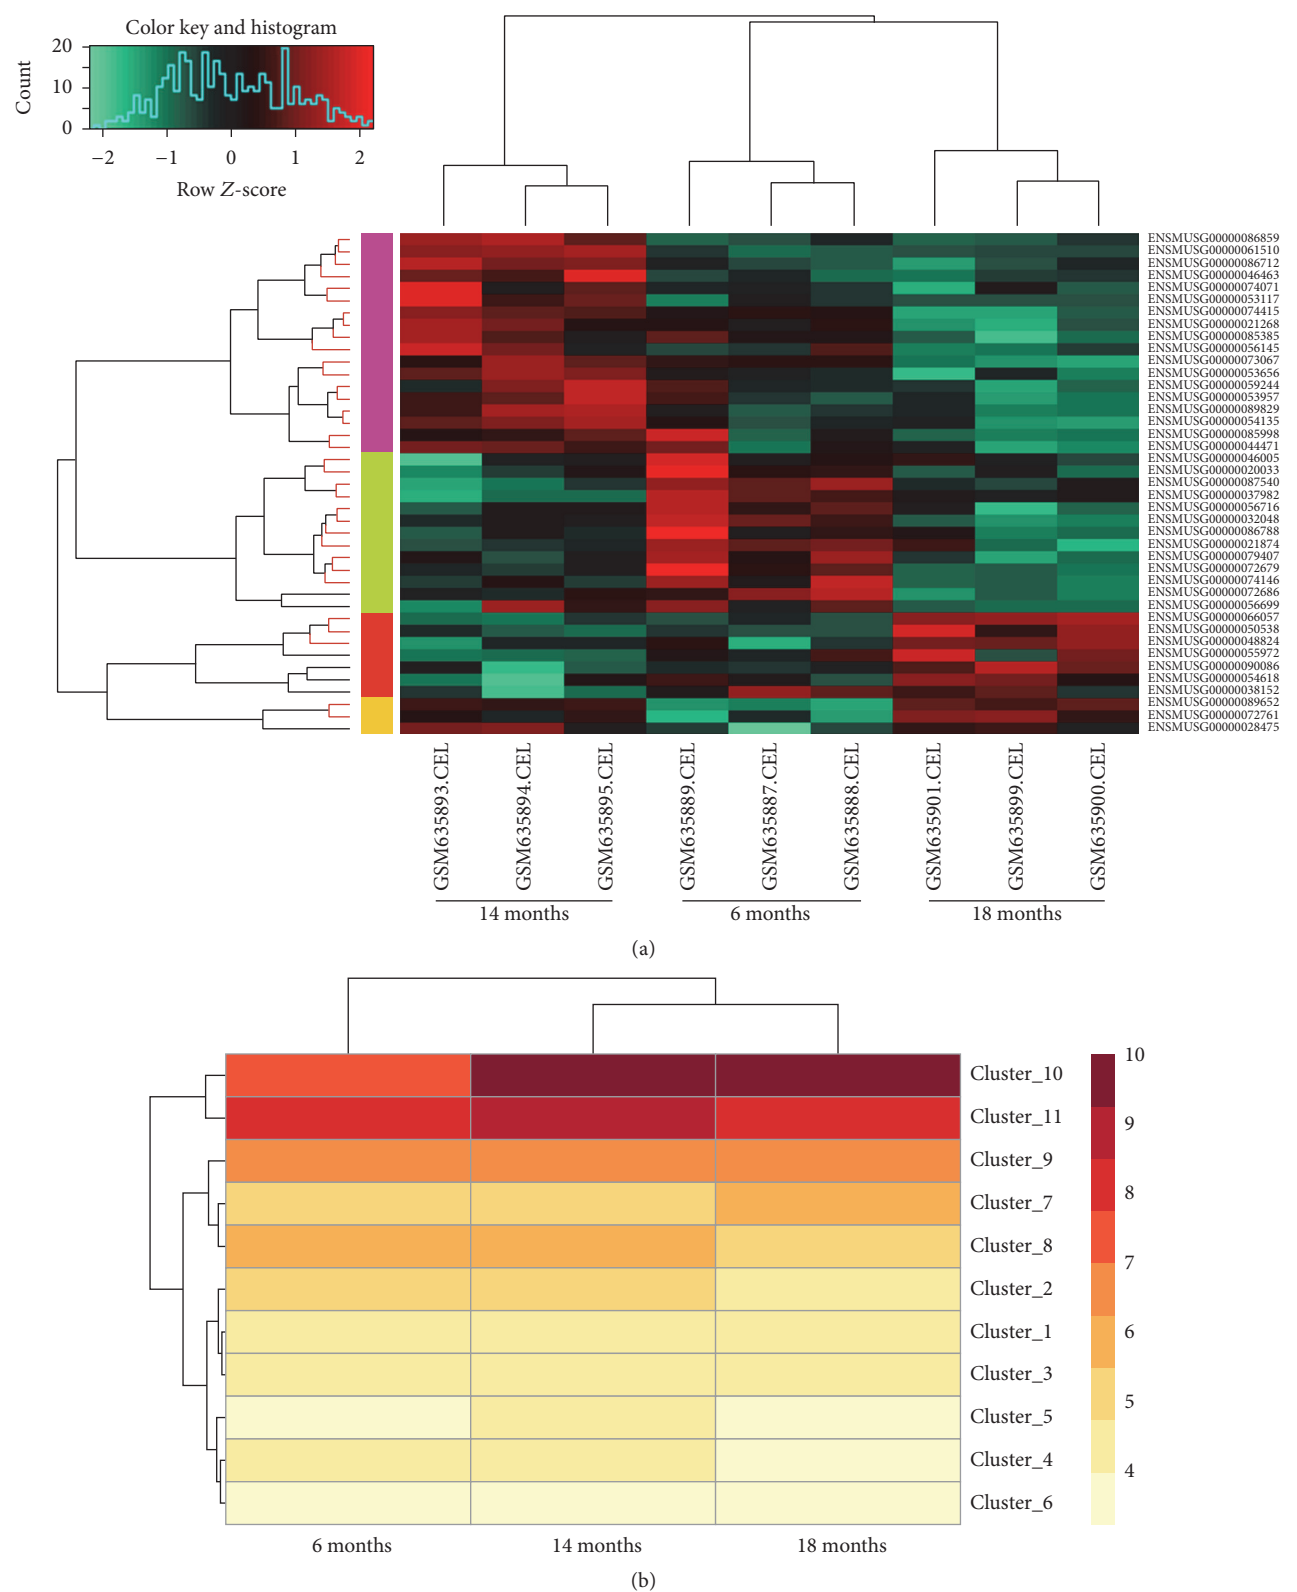 Color key and histogram
Count
20
10
0
−2 −1 0 1 2
Row Z-score
ENSMUSG00000086859
ENSMUSG00000061510
ENSMUSG00000086712
ENSMUSG00000046463
ENSMUSG00000074071
ENSMUSG00000053117
ENSMUSG00000074415
ENSMUSG00000021268
ENSMUSG00000085385
ENSMUSG00000056145
ENSMUSG00000073067
ENSMUSG00000053656
ENSMUSG00000059244
ENSMUSG00000053957
ENSMUSG00000089829
ENSMUSG00000054135
ENSMUSG00000085998
ENSMUSG00000044471
ENSMUSG00000046005
ENSMUSG00000020033
ENSMUSG00000087540
ENSMUSG00000037982
ENSMUSG00000056716
ENSMUSG00000032048
ENSMUSG00000086788
ENSMUSG00000021874
ENSMUSG00000079407
ENSMUSG00000072679
ENSMUSG00000074146
ENSMUSG00000072686
ENSMUSG00000056699
ENSMUSG00000066057
ENSMUSG00000050538
ENSMUSG00000048824
ENSMUSG00000055972
ENSMUSG00000090086
ENSMUSG00000054618
ENSMUSG00000038152
ENSMUSG00000089652
ENSMUSG00000072761
ENSMUSG00000028475
GSM635893.CEL
GSM635894.CEL
GSM635895.CEL
GSM635889.CEL
GSM635887.CEL
GSM635888.CEL
GSM635901.CEL
GSM635899.CEL
GSM635900.CEL
14 months 6 months 18 months
(a)
Cluster_10
Cluster_11
Cluster_9
Cluster_7
Cluster_8
Cluster_2
Cluster_1
Cluster_3
Cluster_5
Cluster_4
Cluster_6
10
9
8
7
6
5
4
6 months 14 months 18 months
(b)